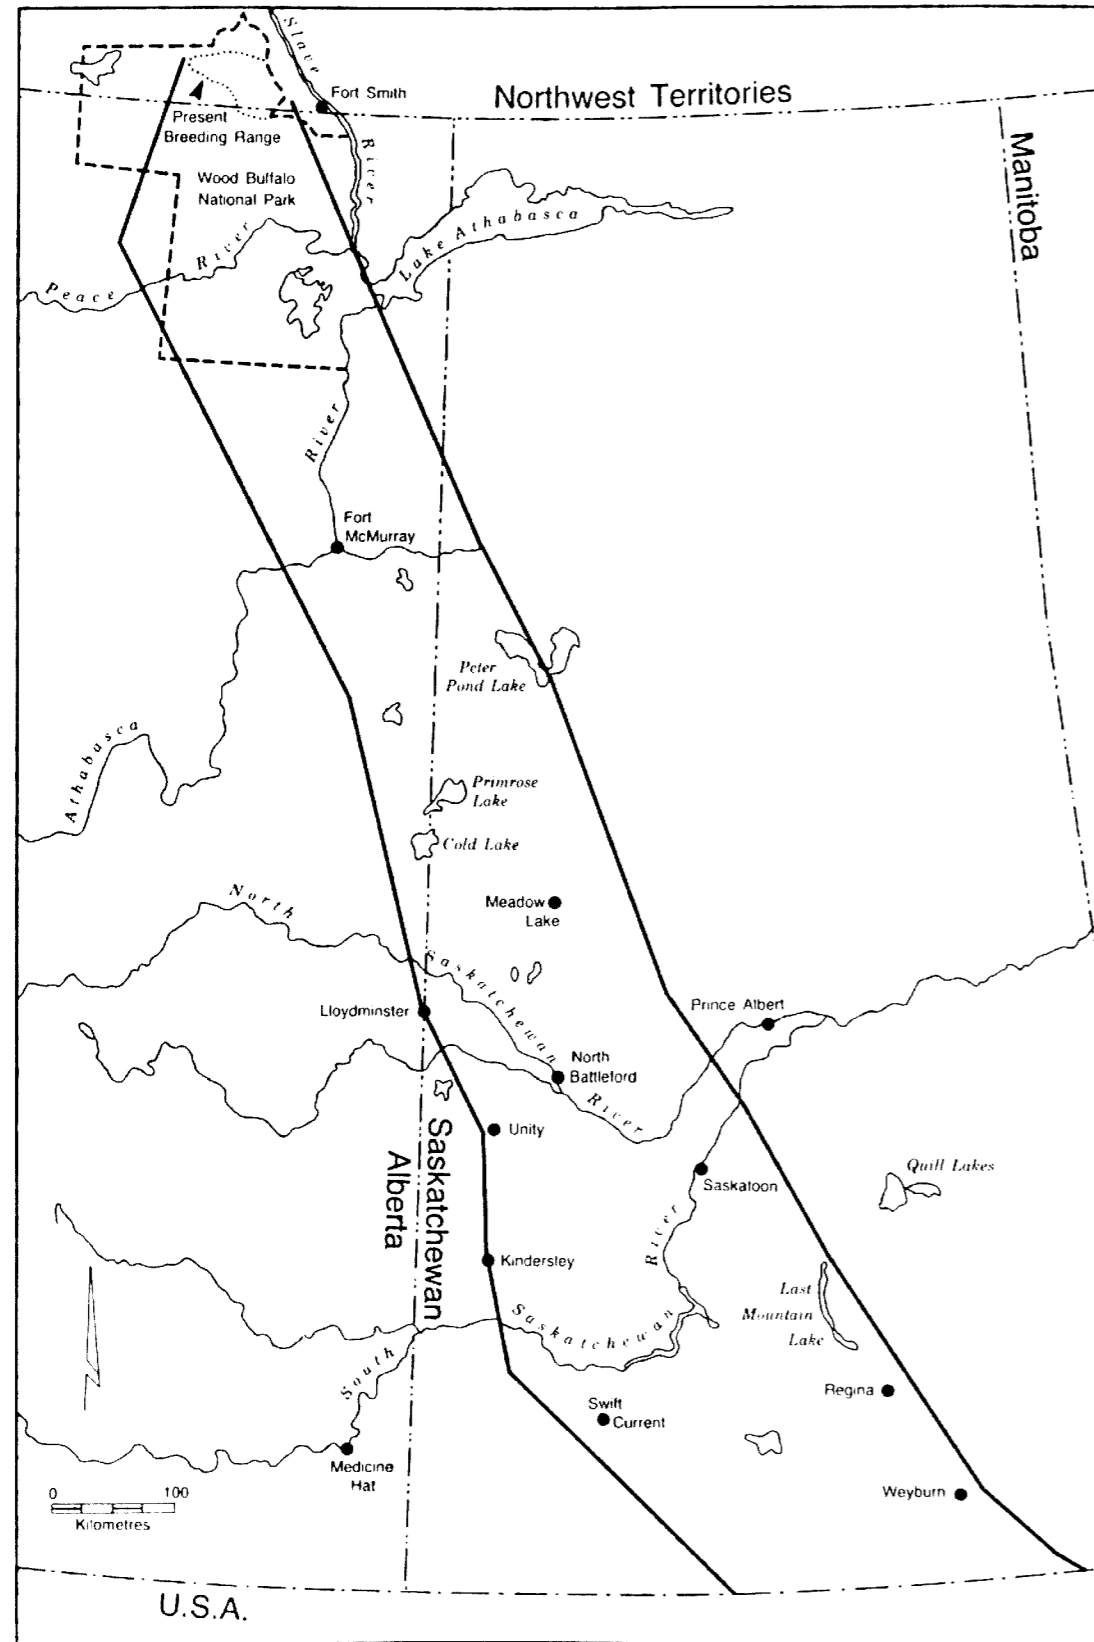 Slave
River
Fort Smith
Northwest Territories
Manitoba
Present
Breeding Range
Wood Buffalo
National Park
Peace
River
Lake Athabasca
River
Fort
McMurray
Peter
Pond Lake
Athabasca
Primrose
Lake
Cold Lake
Meadow
Lake
North
Saskatchewan
River
Lloydminster
Prince Albert
North
Battleford
Unity
Saskatchewan
Alberta
Saskatoon
Quill Lakes
River
Kindersley
Last
Mountain
Lake
South
Saskatchewan
Regina
Swift
Current
Medicine
Hat
Weyburn
0 100
Kilometres
U.S.A.